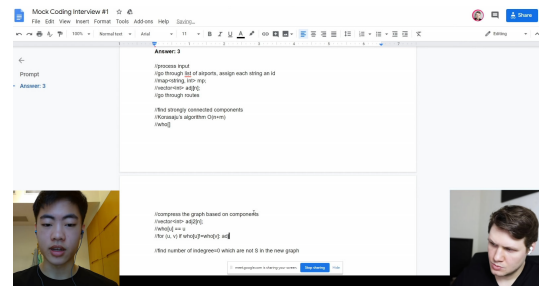 Mock Coding Interview #1
File Edit View Insert Format Tools Add-ons Help Saving...
Share
100% Normal text Arial 11 B I U A Editing
Prompt
Answer: 3
Answer: 3
//process input
//go through list of airports, assign each string an id
//map<string, int> mp;
//vector<int> adj[n];
//go through routes
//find strongly connected components
//Korasaju's algorithm O(n+m)
//who[]
//compress the graph based on components
//vector<int> adj2[n];
//who[u] == u
//for (u, v) if who[u]!=who[v]: adj
//find number of indegree=0 which are not S in the new graph
meet.google.com is sharing your screen. Stop sharing Hide